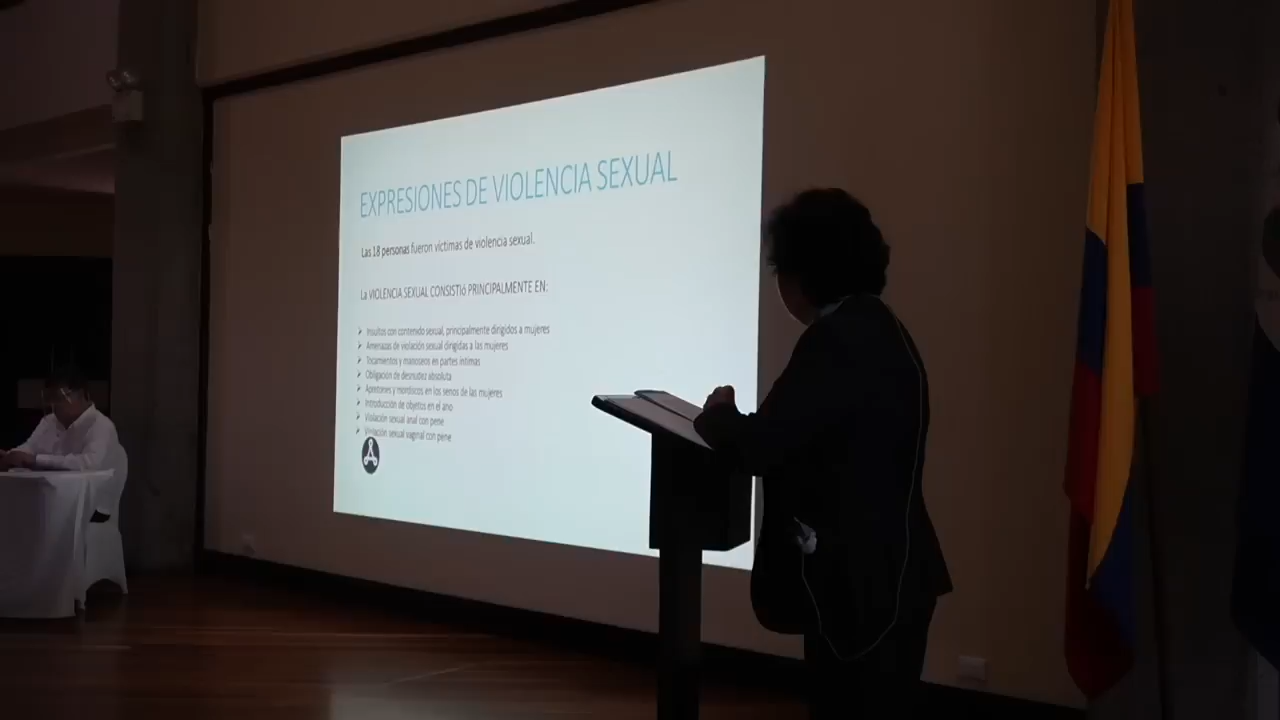 EXPRESIONES DE VIOLENCIA SEXUAL
Las 18 personas fueron víctimas de violencia sexual.
La VIOLENCIA SEXUAL CONSISTIó PRINCIPALMENTE EN:
Insultos con contenido sexual, principalmente dirigidos a mujeres
Amenazas de violación sexual dirigidas a las mujeres
Tocamientos y manoseos en partes intimas
Obligacion de desnudez absoluta
Apretones y mordiscos en los senos de las mujeres
Introducción de objetos en el ano
Violación sexual anal con pene
Violación sexual vaginal con pene